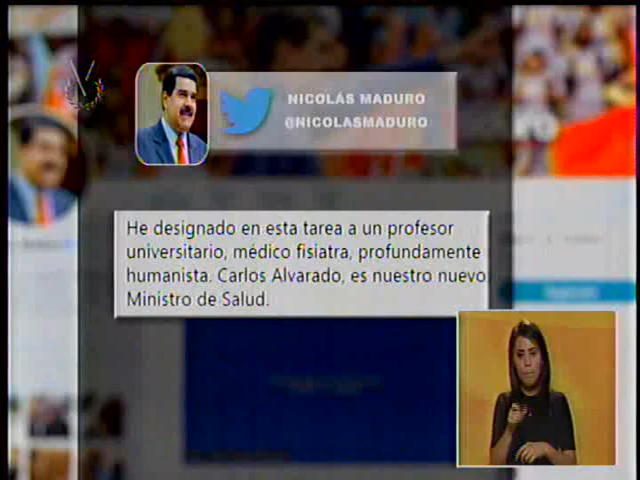 NICOLÁS MADURO
@NICOLASMADURO
He designado en esta tarea a un profesor
universitario, médico fisiatra, profundamente
humanista. Carlos Alvarado, es nuestro nuevo
Ministro de Salud.